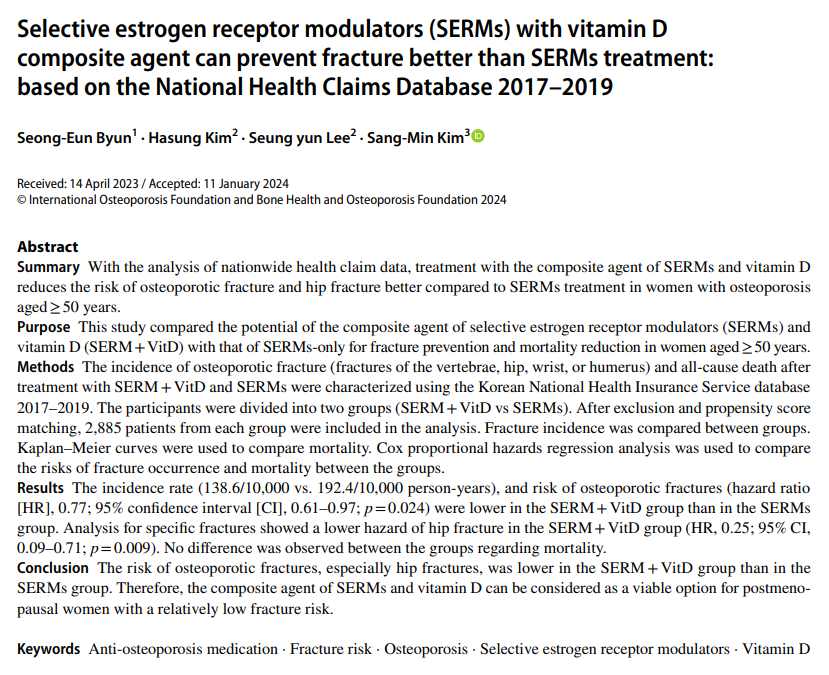 Selective estrogen receptor modulators (SERMs) with vitamin D
composite agent can prevent fracture better than SERMs treatment:
based on the National Health Claims Database 2017–2019
Seong-Eun Byun1 · Hasung Kim2 · Seung yun Lee2 · Sang-Min Kim3 iD
Received: 14 April 2023 / Accepted: 11 January 2024
© International Osteoporosis Foundation and Bone Health and Osteoporosis Foundation 2024
Abstract
Summary With the analysis of nationwide health claim data, treatment with the composite agent of SERMs and vitamin D
reduces the risk of osteoporotic fracture and hip fracture better compared to SERMs treatment in women with osteoporosis
aged ≥ 50 years.
Purpose This study compared the potential of the composite agent of selective estrogen receptor modulators (SERMs) and
vitamin D (SERM + VitD) with that of SERMs-only for fracture prevention and mortality reduction in women aged ≥ 50 years.
Methods The incidence of osteoporotic fracture (fractures of the vertebrae, hip, wrist, or humerus) and all-cause death after
treatment with SERM + VitD and SERMs were characterized using the Korean National Health Insurance Service database
2017–2019. The participants were divided into two groups (SERM + VitD vs SERMs). After exclusion and propensity score
matching, 2,885 patients from each group were included in the analysis. Fracture incidence was compared between groups.
Kaplan–Meier curves were used to compare mortality. Cox proportional hazards regression analysis was used to compare
the risks of fracture occurrence and mortality between the groups.
Results The incidence rate (138.6/10,000 vs. 192.4/10,000 person-years), and risk of osteoporotic fractures (hazard ratio
[HR], 0.77; 95% confidence interval [CI], 0.61–0.97; p = 0.024) were lower in the SERM + VitD group than in the SERMs
group. Analysis for specific fractures showed a lower hazard of hip fracture in the SERM + VitD group (HR, 0.25; 95% CI,
0.09–0.71; p = 0.009). No difference was observed between the groups regarding mortality.
Conclusion The risk of osteoporotic fractures, especially hip fractures, was lower in the SERM + VitD group than in the
SERMs group. Therefore, the composite agent of SERMs and vitamin D can be considered as a viable option for postmeno-
pausal women with a relatively low fracture risk.
Keywords Anti-osteoporosis medication · Fracture risk · Osteoporosis · Selective estrogen receptor modulators · Vitamin D